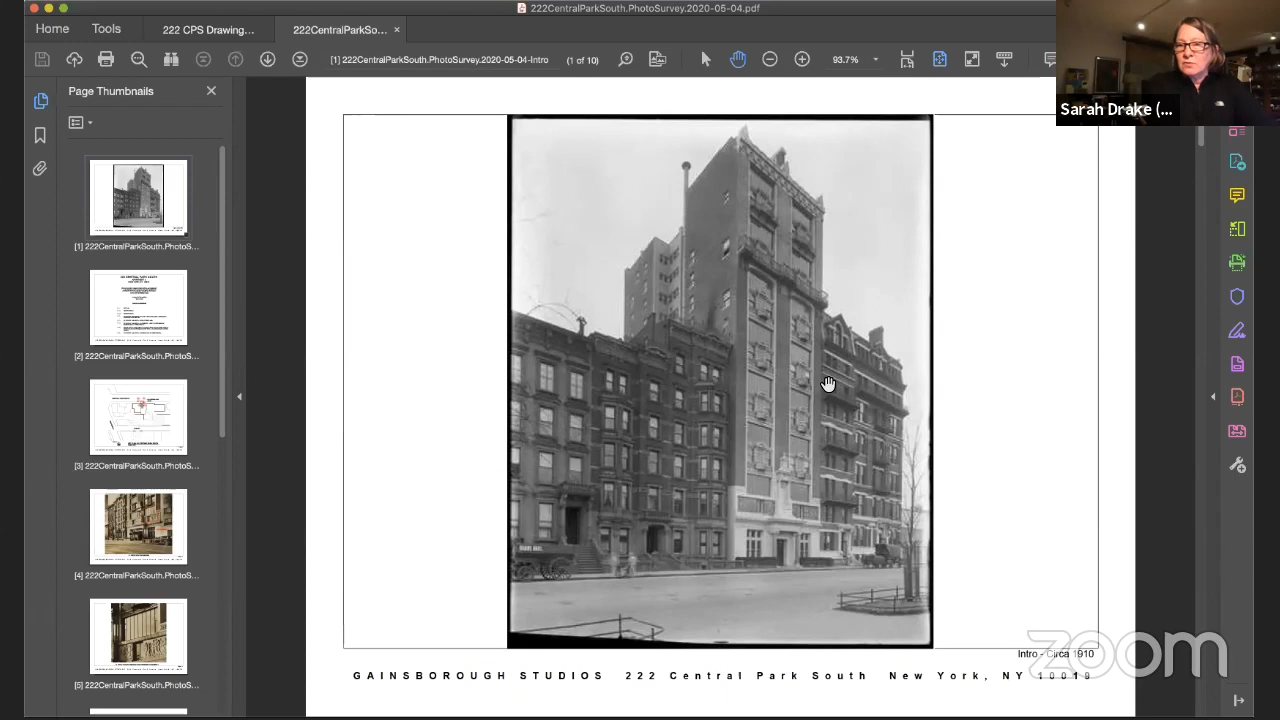 222CentralParkSouth.PhotoSurvey.2020-05-04.pdf
Home
Tools
222 CPS Drawing...
222CentralParkSo...
[1] 222CentralParkSouth.PhotoSurvey.2020-05-04-Intro
(1 of 10)
93.7%
Sarah Drake (...
Page Thumbnails
[1] 222CentralParkSouth.PhotoS...
[2] 222CentralParkSouth.PhotoS...
[3] 222CentralParkSouth.PhotoS...
[4] 222CentralParkSouth.PhotoS...
[5] 222CentralParkSouth.PhotoS...
Intro - Circa 1910
GAINSBOROUGH STUDIOS 222 Central Park South New York, NY 10019
zoom